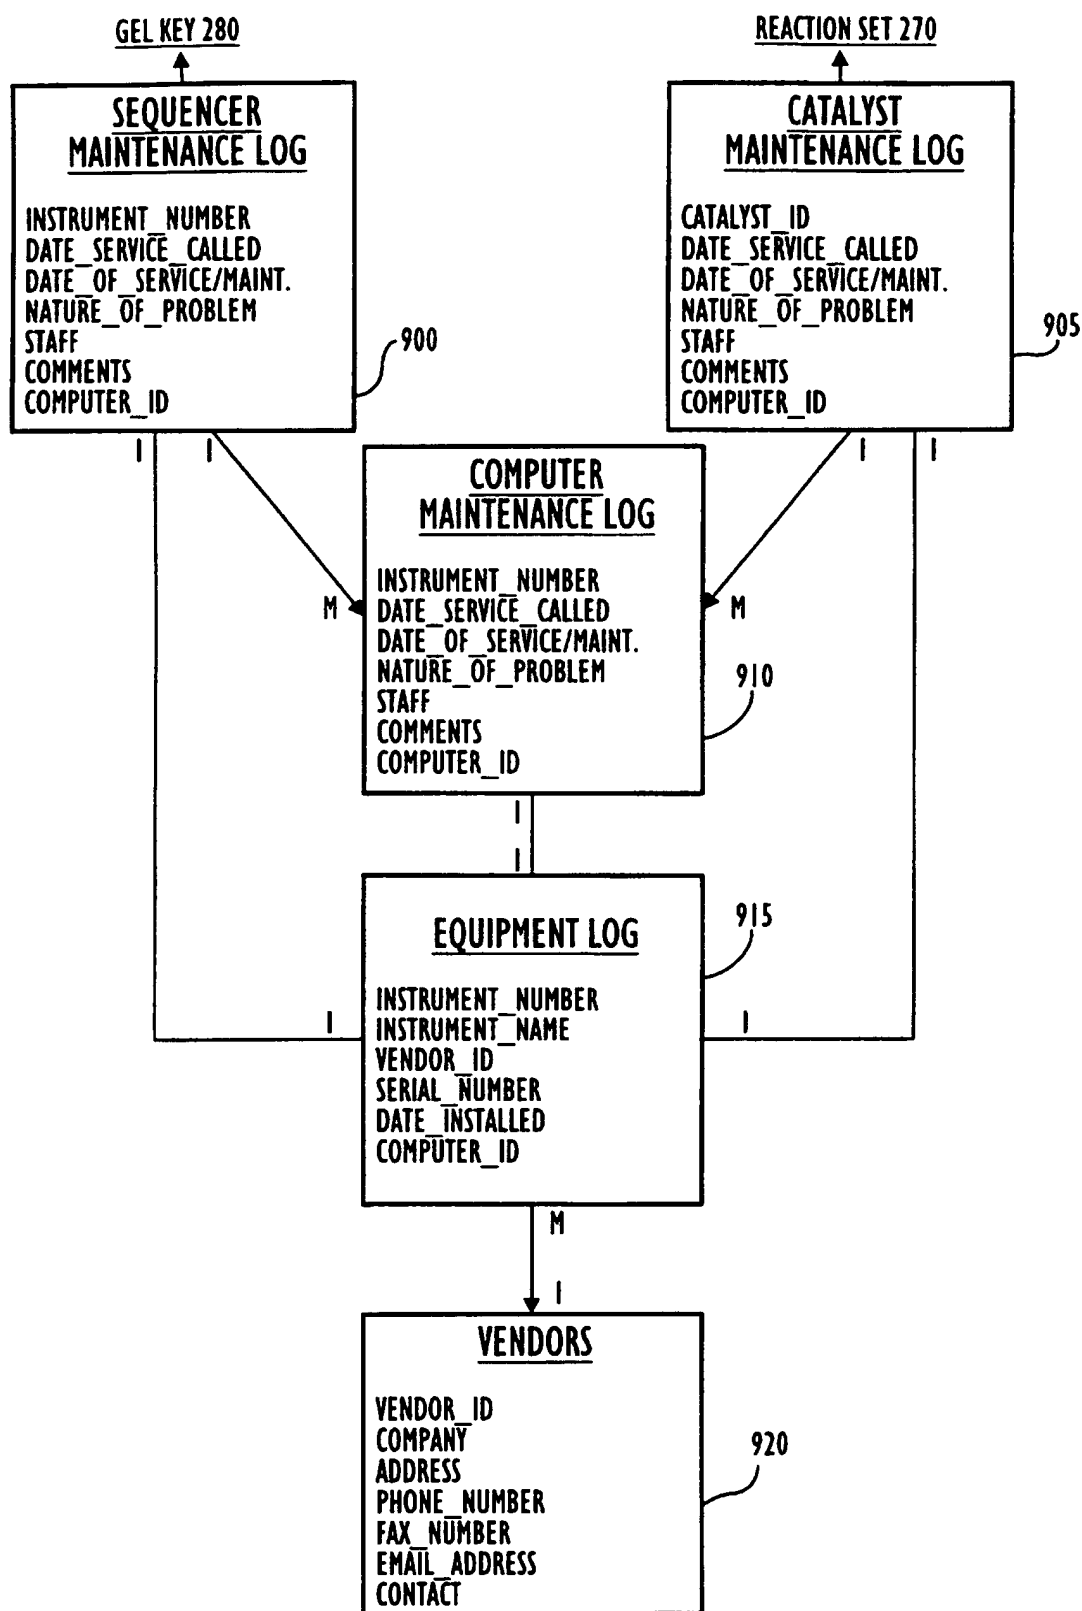 GEL KEY 280
REACTION SET 270
SEQUENCER
MAINTENANCE LOG
INSTRUMENT_NUMBER
DATE_SERVICE_CALLED
DATE_OF_SERVICE/MAINT.
NATURE_OF_PROBLEM
STAFF
COMMENTS
COMPUTER_ID
900
CATALYST
MAINTENANCE LOG
CATALYST_ID
DATE_SERVICE_CALLED
DATE_OF_SERVICE/MAINT.
NATURE_OF_PROBLEM
STAFF
COMMENTS
COMPUTER_ID
905
1
1
1
1
COMPUTER
MAINTENANCE LOG
INSTRUMENT_NUMBER
DATE_SERVICE_CALLED
DATE_OF_SERVICE/MAINT.
NATURE_OF_PROBLEM
STAFF
COMMENTS
COMPUTER_ID
M
M
910
1
1
EQUIPMENT LOG
INSTRUMENT_NUMBER
INSTRUMENT_NAME
VENDOR_ID
SERIAL_NUMBER
DATE_INSTALLED
COMPUTER_ID
915
1
1
M
1
VENDORS
VENDOR_ID
COMPANY
ADDRESS
PHONE_NUMBER
FAX_NUMBER
EMAIL_ADDRESS
CONTACT
920